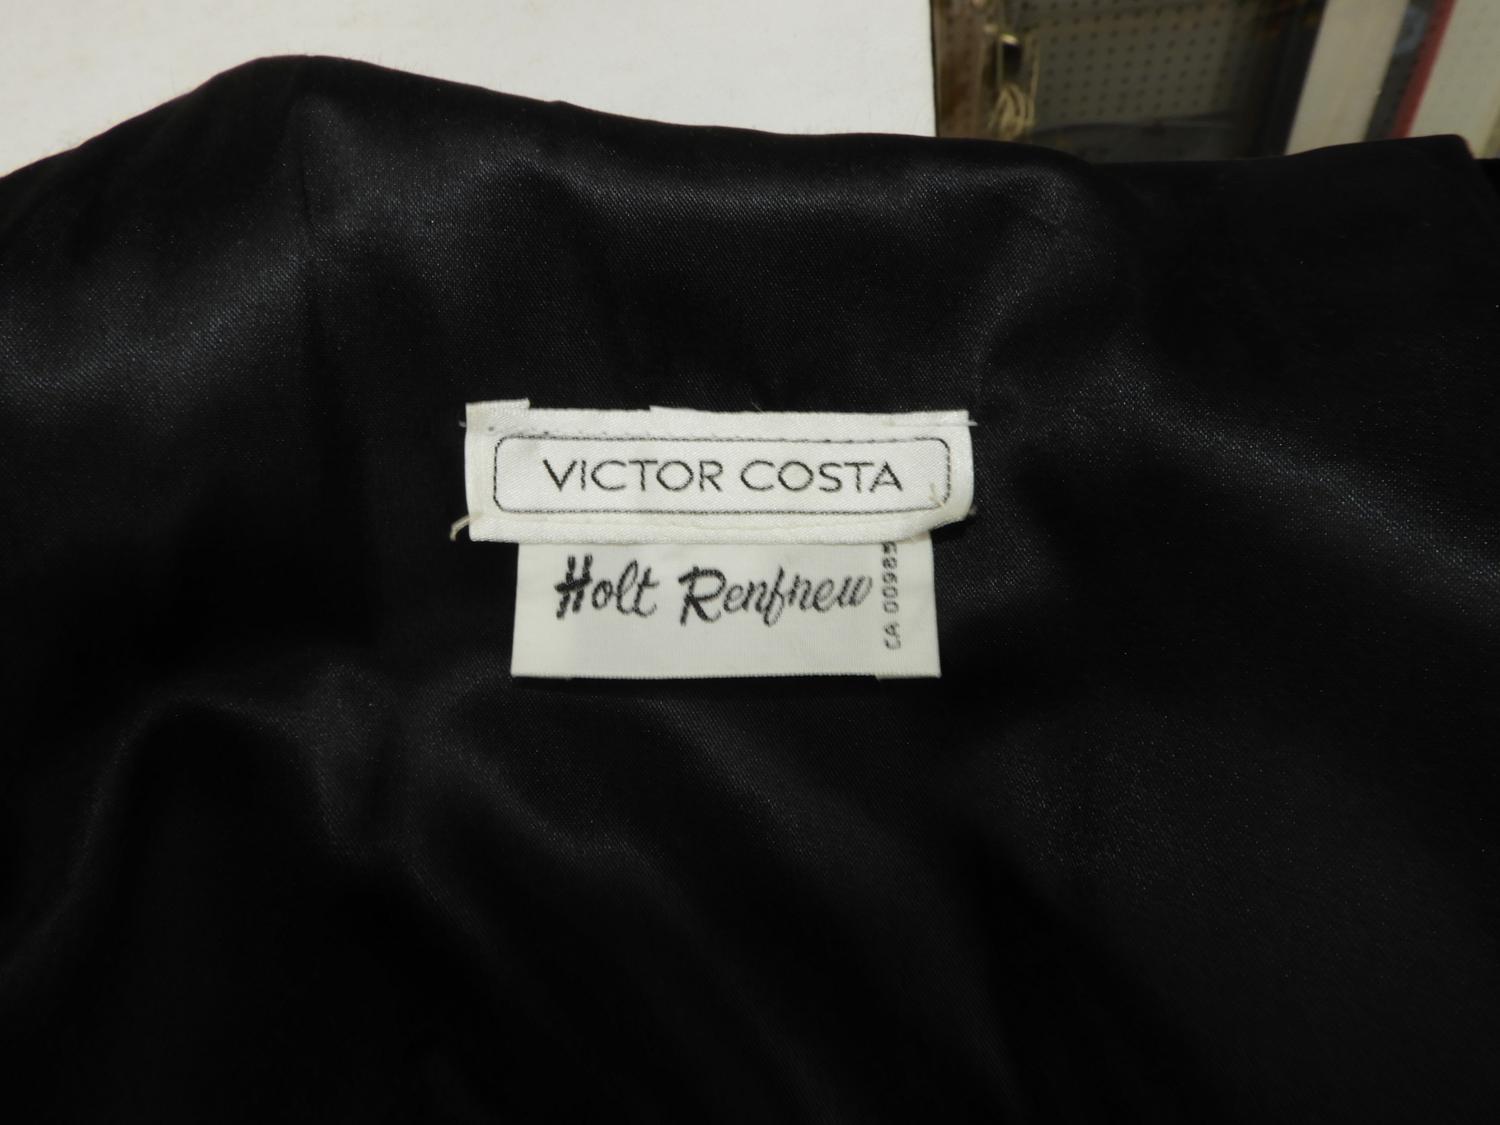 VICTOR COSTA
Holt Renfrew
CA 00985